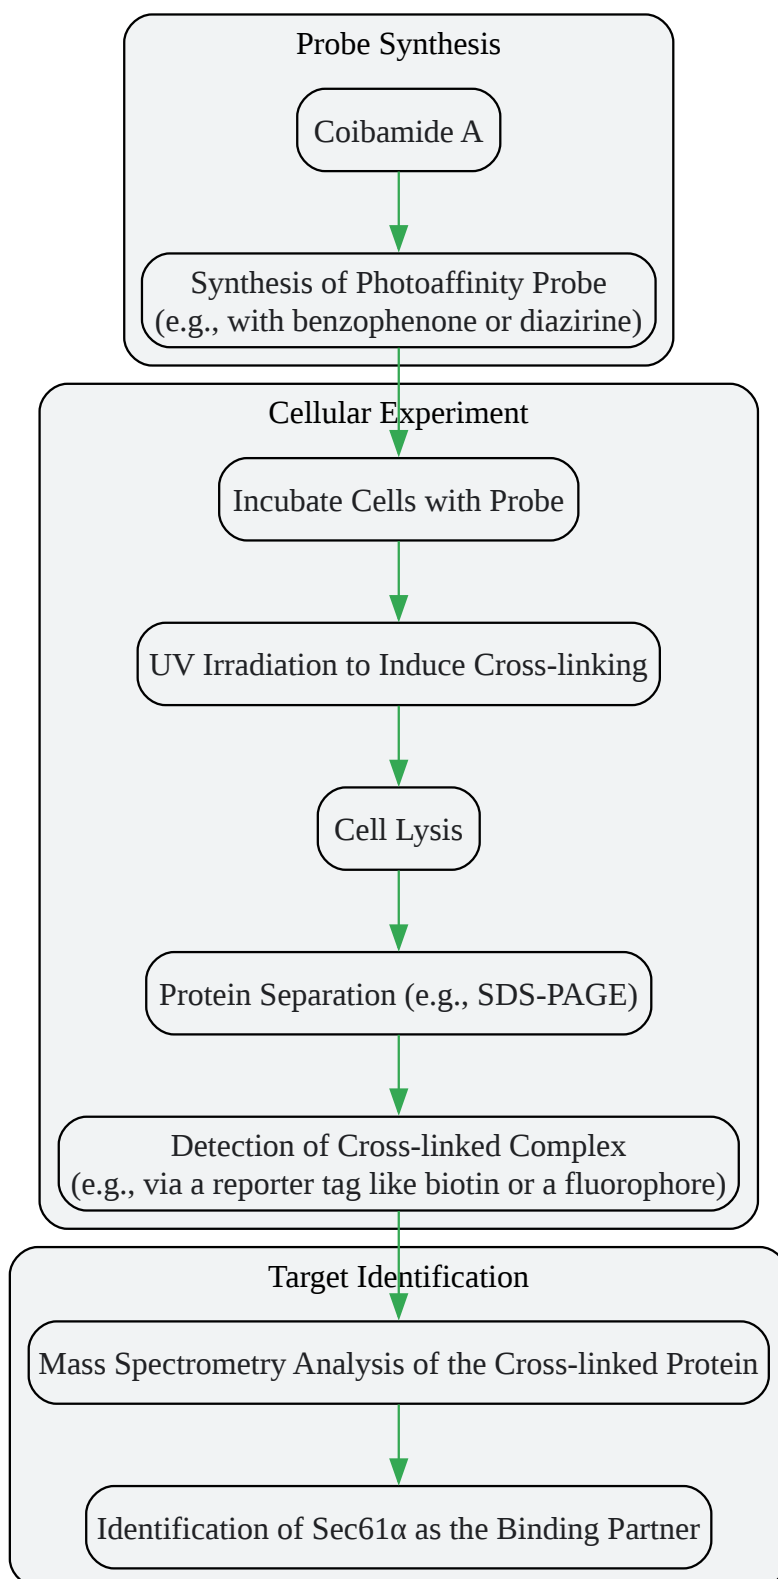 Probe Synthesis
Coibamide A
Synthesis of Photoaffinity Probe
(e.g., with benzophenone or diazirine)
Cellular Experiment
Incubate Cells with Probe
UV Irradiation to Induce Cross-linking
Cell Lysis
Protein Separation (e.g., SDS-PAGE)
Detection of Cross-linked Complex
(e.g., via a reporter tag like biotin or a fluorophore)
Target Identification
Mass Spectrometry Analysis of the Cross-linked Protein
Identification of Sec61α as the Binding Partner